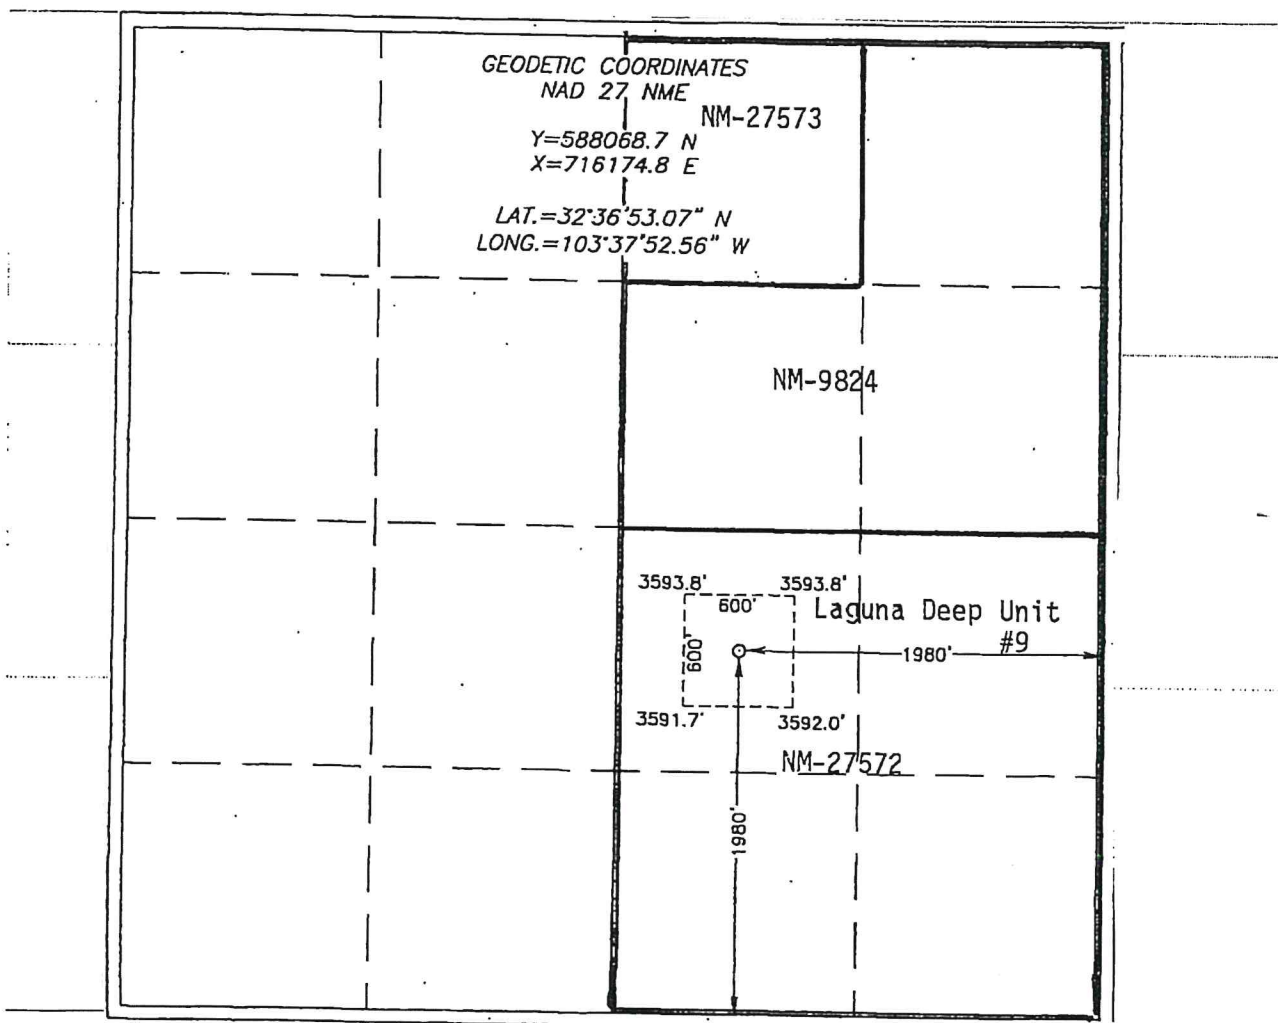 GEODETIC COORDINATES
NAD 27 NME
NM-27573
Y=588068.7 N
X=716174.8 E
LAT.=32°36'53.07" N
LONG.=103°37'52.56" W
NM-9824
3593.8' 3593.8'
600'
Laguna Deep Unit
#9
600'
1980'
3591.7' 3592.0'
NM-27572
1980'